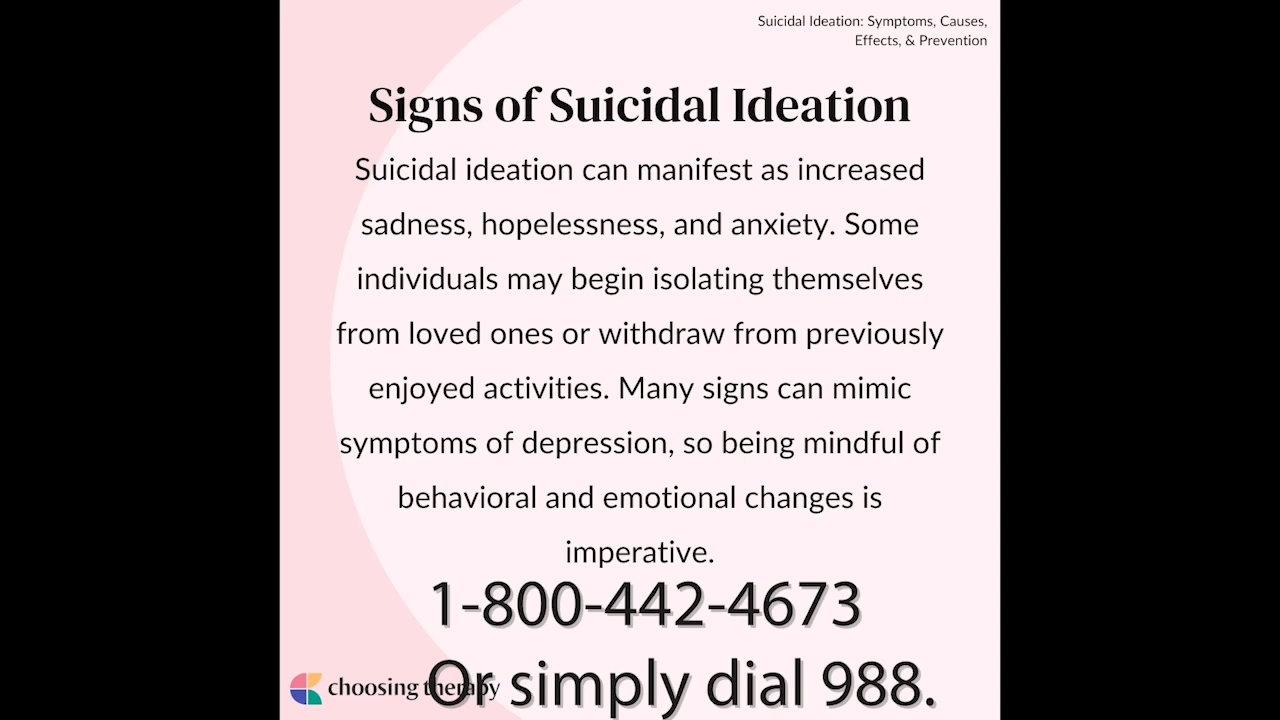 Suicidal Ideation: Symptoms, Causes,
Effects, & Prevention
Signs of Suicidal Ideation
Suicidal ideation can manifest as increased
sadness, hopelessness, and anxiety. Some
individuals may begin isolating themselves
from loved ones or withdraw from previously
enjoyed activities. Many signs can mimic
symptoms of depression, so being mindful of
behavioral and emotional changes is
imperative.
1-800-442-4673
Or simply dial 988.
choosing therapy